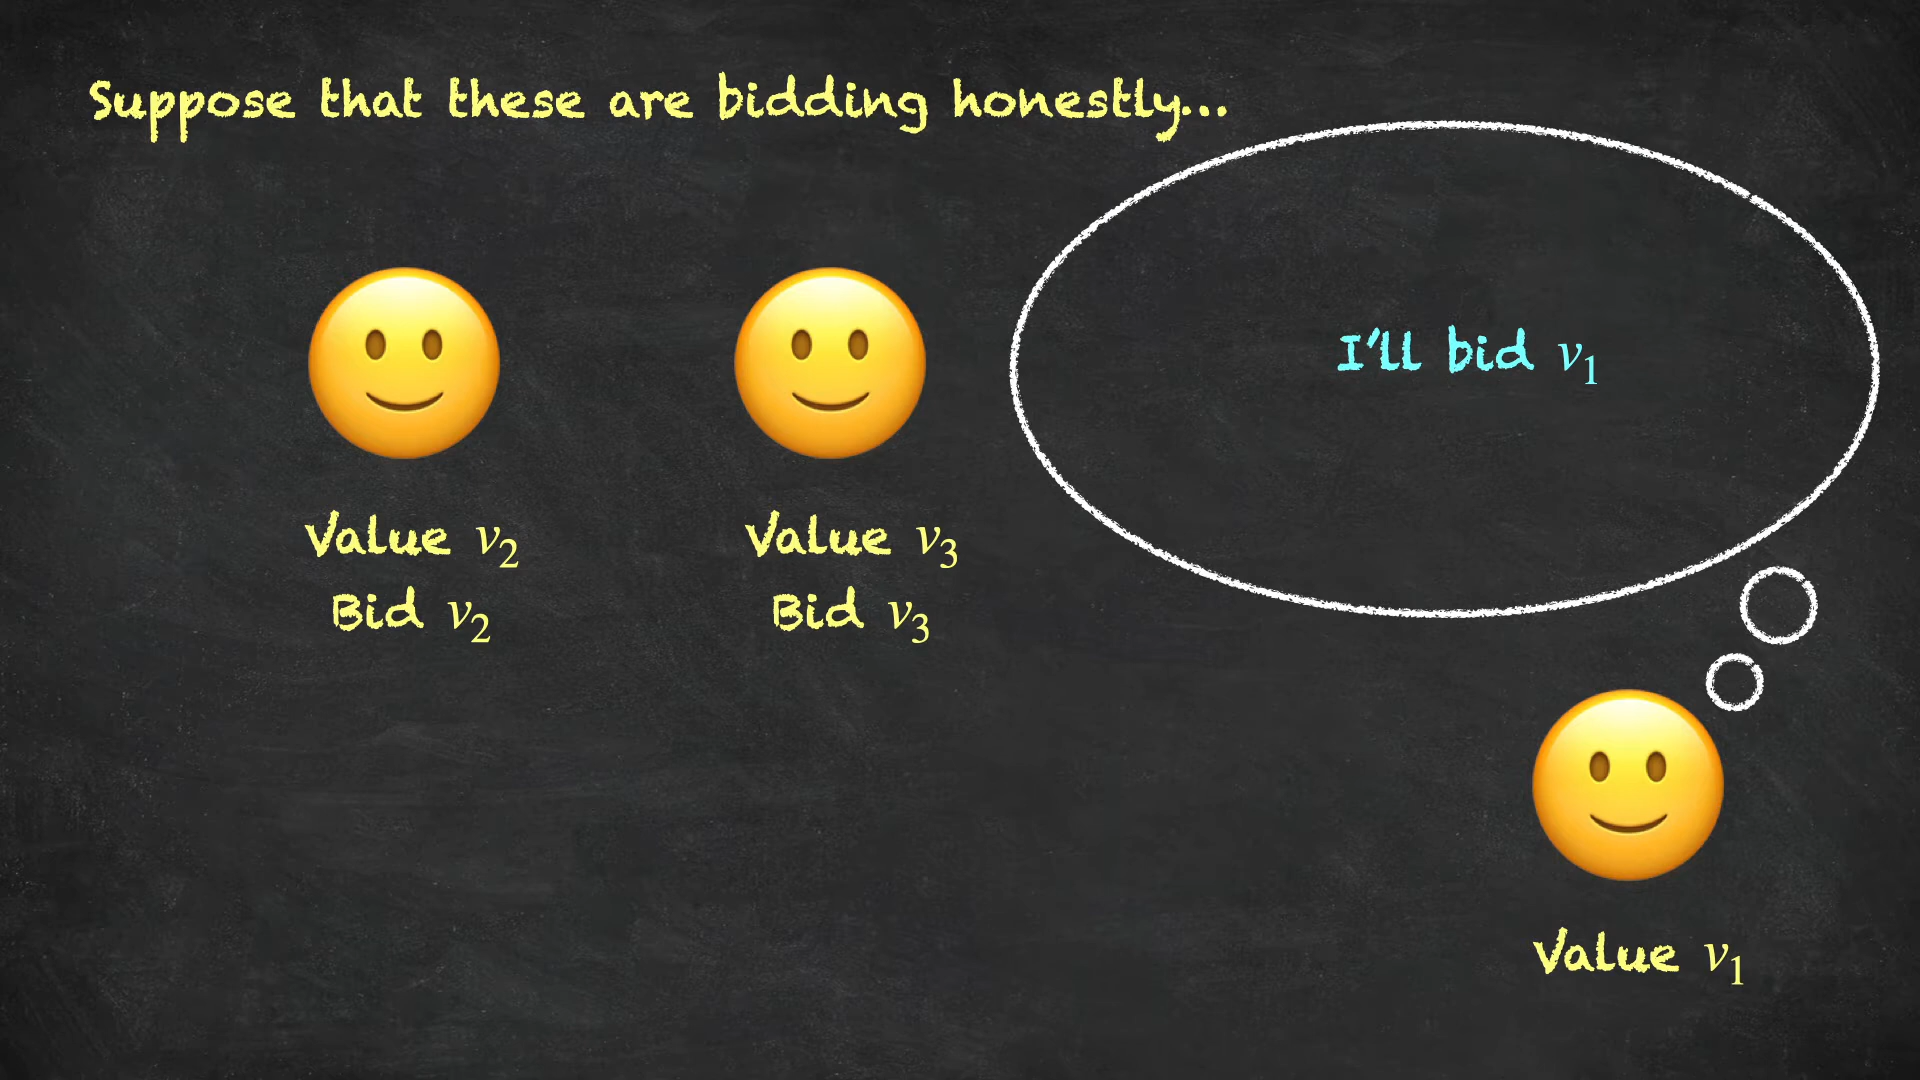 Suppose that these are bidding honestly...
I'll bid v₁
Value v₂
Bid v₂
Value v₃
Bid v₃
Value v₁